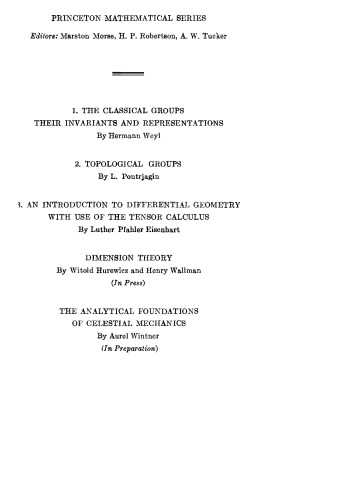 PRINCETON MATHEMATICAL SERIES
Editors: Marston Morse, H. P. Robertson, A. W. Tucker
1. THE CLASSICAL GROUPS
THEIR INVARIANTS AND REPRESENTATIONS
By Hermann Weyl
2. TOPOLOGICAL GROUPS
By L. Pontrjagin
3. AN INTRODUCTION TO DIFFERENTIAL GEOMETRY
WITH USE OF THE TENSOR CALCULUS
By Luther Pfahler Eisenhart
DIMENSION THEORY
By Witold Hurewicz and Henry Wallman
(In Press)
THE ANALYTICAL FOUNDATIONS
OF CELESTIAL MECHANICS
By Aurel Wintner
(In Preparation)